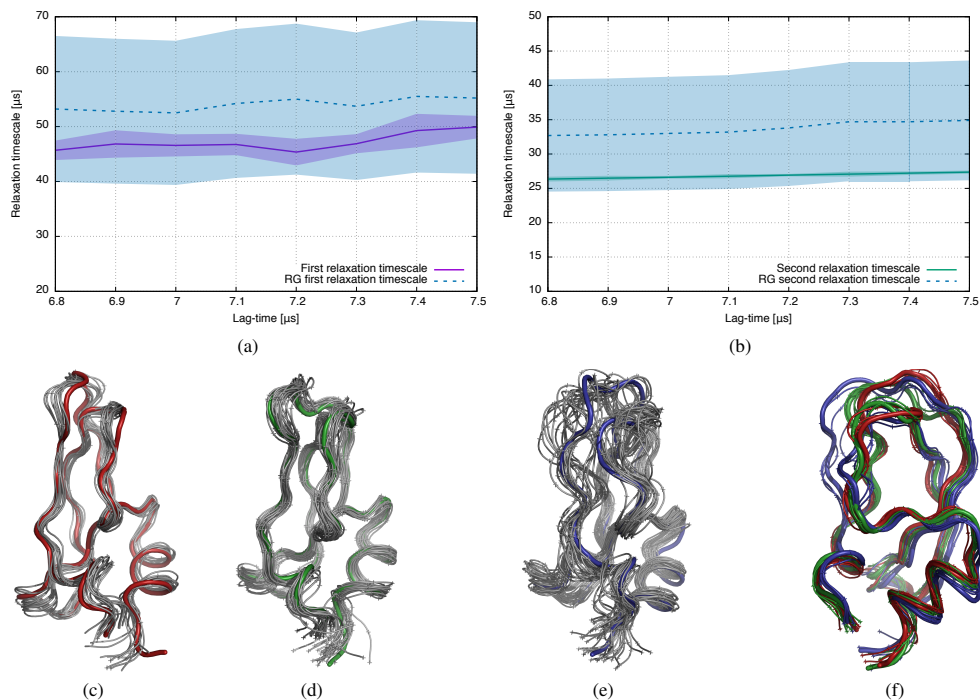 70
60
50
40
30
20
Relaxation timescale [µs]
First relaxation timescale
RG first relaxation timescale
6.8 6.9 7 7.1 7.2 7.3 7.4 7.5
Lag-time [µs]
(a)
50
45
40
35
30
25
20
15
10
Relaxation timescale [µs]
Second relaxation timescale
RG second relaxation timescale
6.8 6.9 7 7.1 7.2 7.3 7.4 7.5
Lag-time [µs]
(b)
(c) (d) (e) (f)